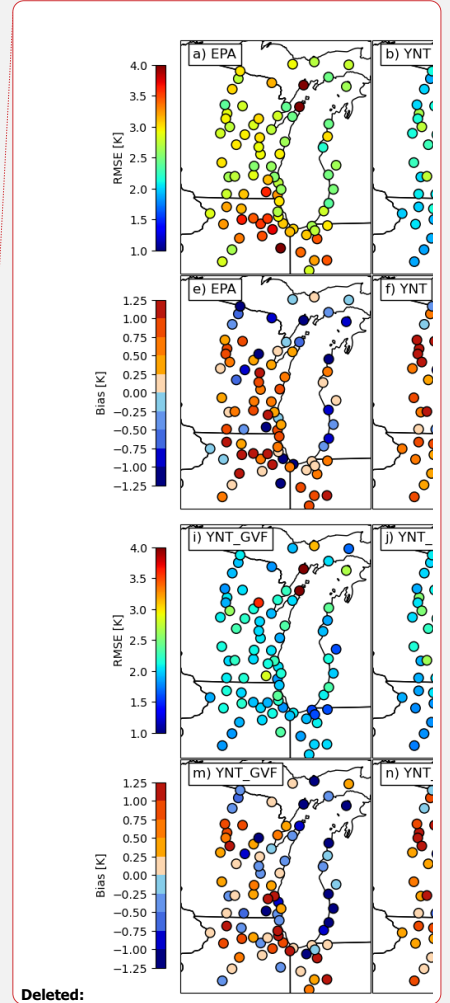 a) EPA
b) YNT
4.0
3.5
3.0
2.5
2.0
1.5
1.0
RMSE [K]
e) EPA
f) YNT
1.25
1.00
0.75
0.50
0.25
0.00
−0.25
−0.50
−0.75
−1.00
−1.25
Bias [K]
i) YNT_GVF
j) YNT_
4.0
3.5
3.0
2.5
2.0
1.5
1.0
RMSE [K]
m) YNT_GVF
n) YNT_
1.25
1.00
0.75
0.50
0.25
0.00
−0.25
−0.50
−0.75
−1.00
−1.25
Bias [K]
Deleted: